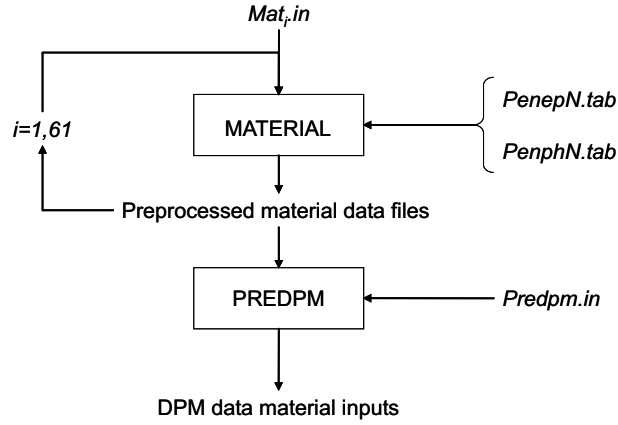 Mati.in
PenepN.tab
MATERIAL
i=1,61
PenphN.tab
Preprocessed material data files
PREDPM
Predpm.in
DPM data material inputs